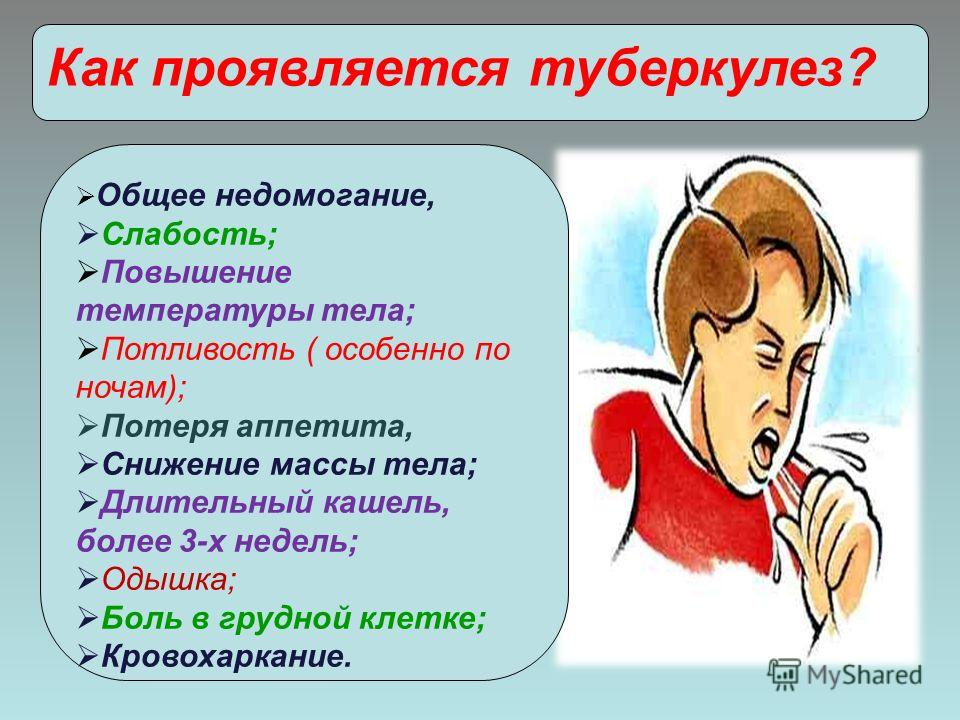 Как проявляется туберкулез?
➢ Общее недомогание,
➢ Слабость;
➢ Повышение
температуры тела;
➢ Потливость ( особенно по
ночам);
➢ Потеря аппетита,
➢ Снижение массы тела;
➢ Длительный кашель,
более 3-х недель;
➢ Одышка;
➢ Боль в грудной клетке;
➢ Кровохаркание.
MyShared